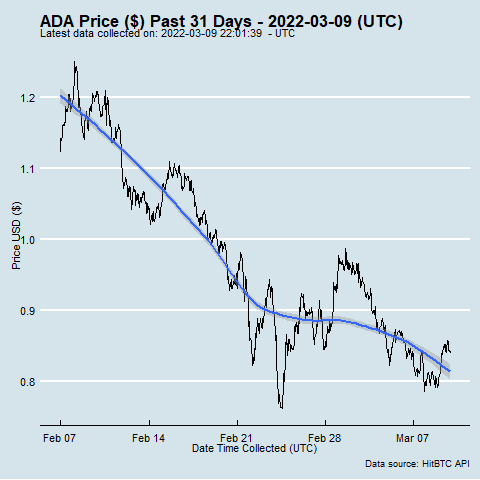 ADA Price ($) Past 31 Days - 2022-03-09 (UTC)
Latest data collected on: 2022-03-09 22:01:39 - UTC
1.2
1.1
1.0
0.9
0.8
Price USD ($)
Feb 07 Feb 14 Feb 21 Feb 28 Mar 07
Date Time Collected (UTC)
Data source: HitBTC API